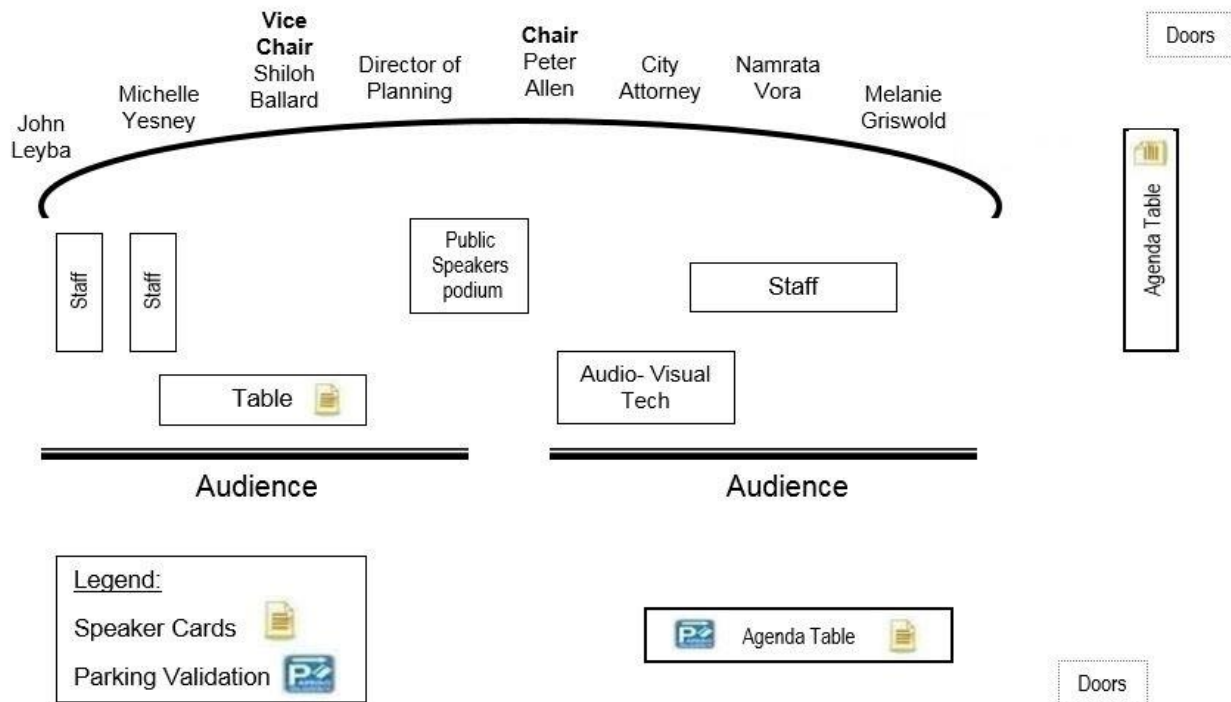 John
Leyba
Michelle
Yesney
Vice
Chair
Shiloh
Ballard
Director of
Planning
Chair
Peter
Allen
City
Attorney
Namrata
Vora
Melanie
Griswold
Doors
Agenda Table
Staff
Staff
Public
Speakers
podium
Staff
Table
Audio- Visual
Tech
Audience
Audience
Legend:
Speaker Cards
Parking Validation
P
P
Agenda Table
Doors